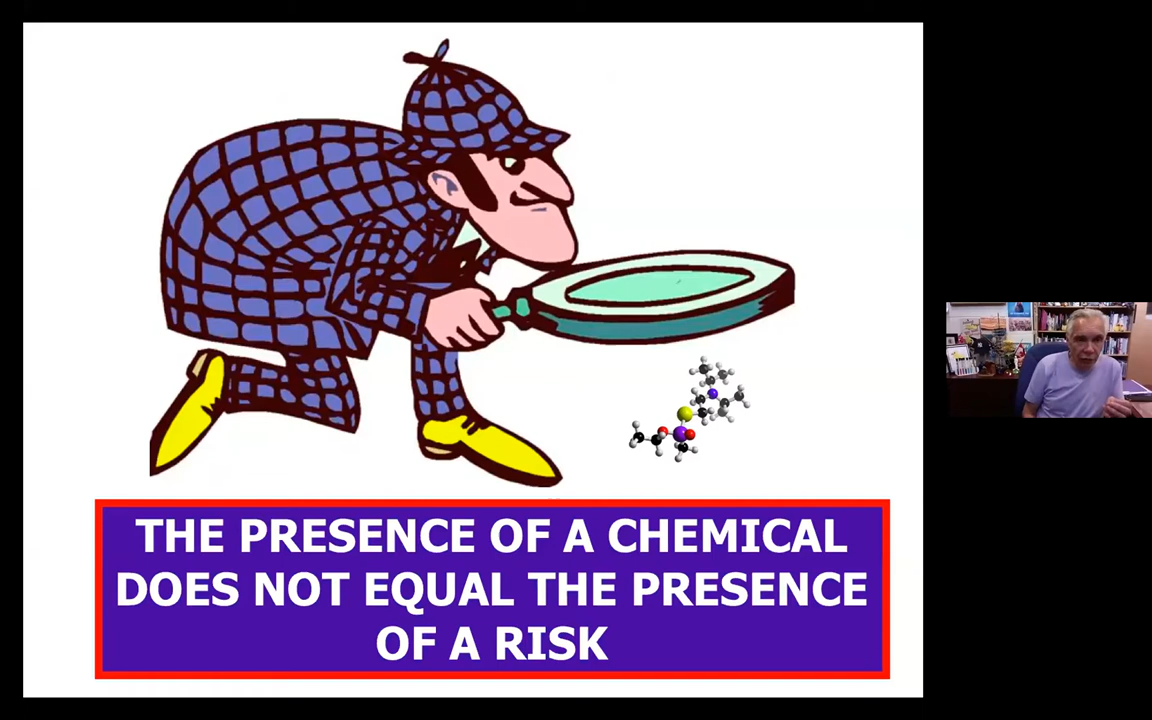 THE PRESENCE OF A CHEMICAL
DOES NOT EQUAL THE PRESENCE
OF A RISK